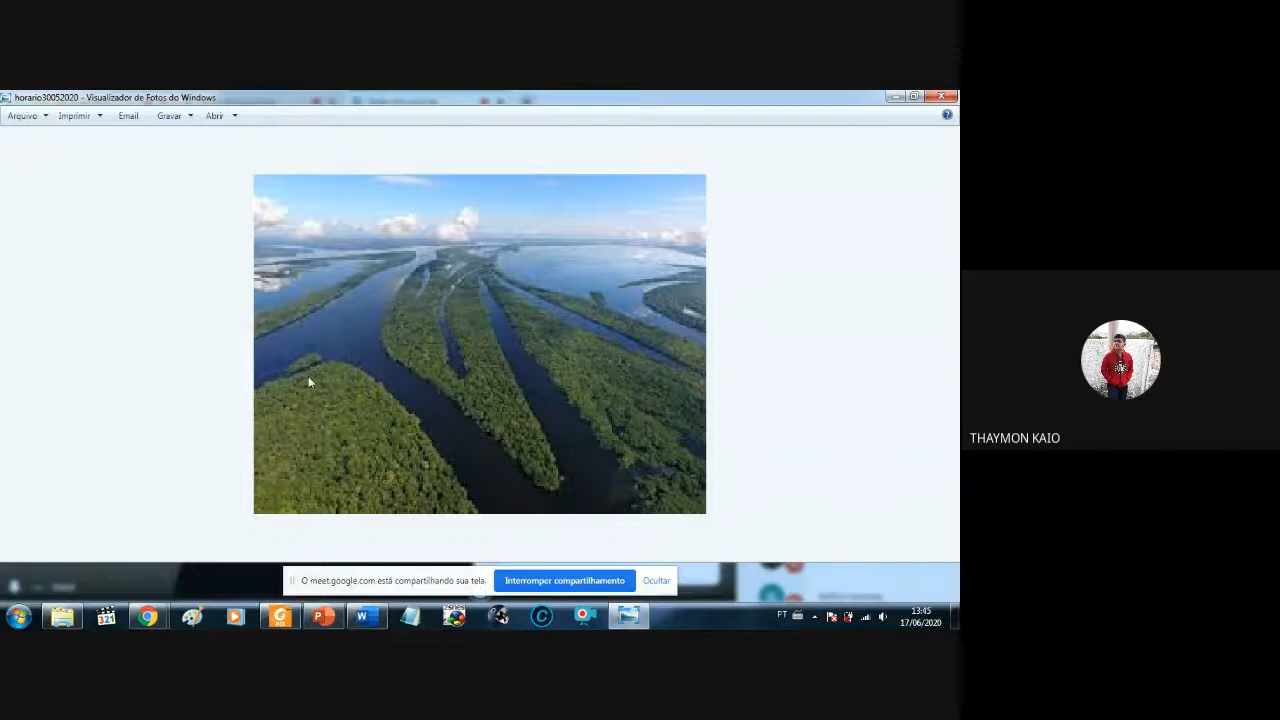 horario30052020 - Visualizador de Fotos do Windows
Arquivo Imprimir Email Gravar Abrir
THAYMON KAIO
O meet.google.com está compartilhando sua tela. Interromper compartilhamento Ocultar
321
PT 13:45
17/06/2020